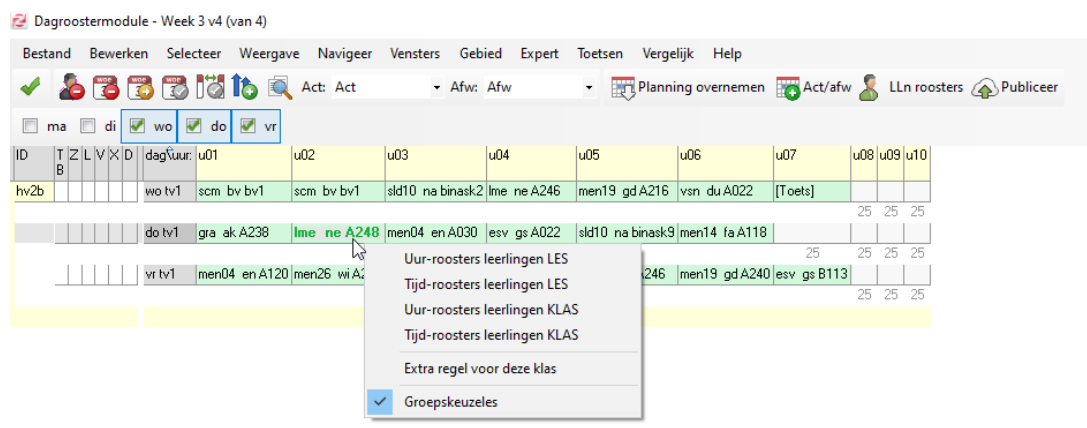 Dagroostermodule - Week 3 v4 (van 4)
Bestand Bewerken Selecteer Weergave Navigeer Vensters Gebied Expert Toetsen Vergelijk Help
Act: Act Afw: Afw Planning overnemen Act/afw LLn roosters Publiceer
ma di wo do vr
ID T B Z L V X D dag\uur: u01 u02 u03 u04 u05 u06 u07 u08 u09 u10
hv2b wo tv1 scm bv bv1 scm bv bv1 sld10 na binask2 lme ne A246 men19 gd A216 vsn du A022 [Toets]
25 25 25
do tv1 gra ak A238 lme ne A248 men04 en A030 esv gs A022 sld10 na binask9 men14 fa A118
25 25 25 25
vr tv1 men04 en A120 men26 wi A2 246 men19 gd A240 esv gs B113
25 25 25
Uur-roosters leerlingen LES
Tijd-roosters leerlingen LES
Uur-roosters leerlingen KLAS
Tijd-roosters leerlingen KLAS
Extra regel voor deze klas
Groepskeuzeles